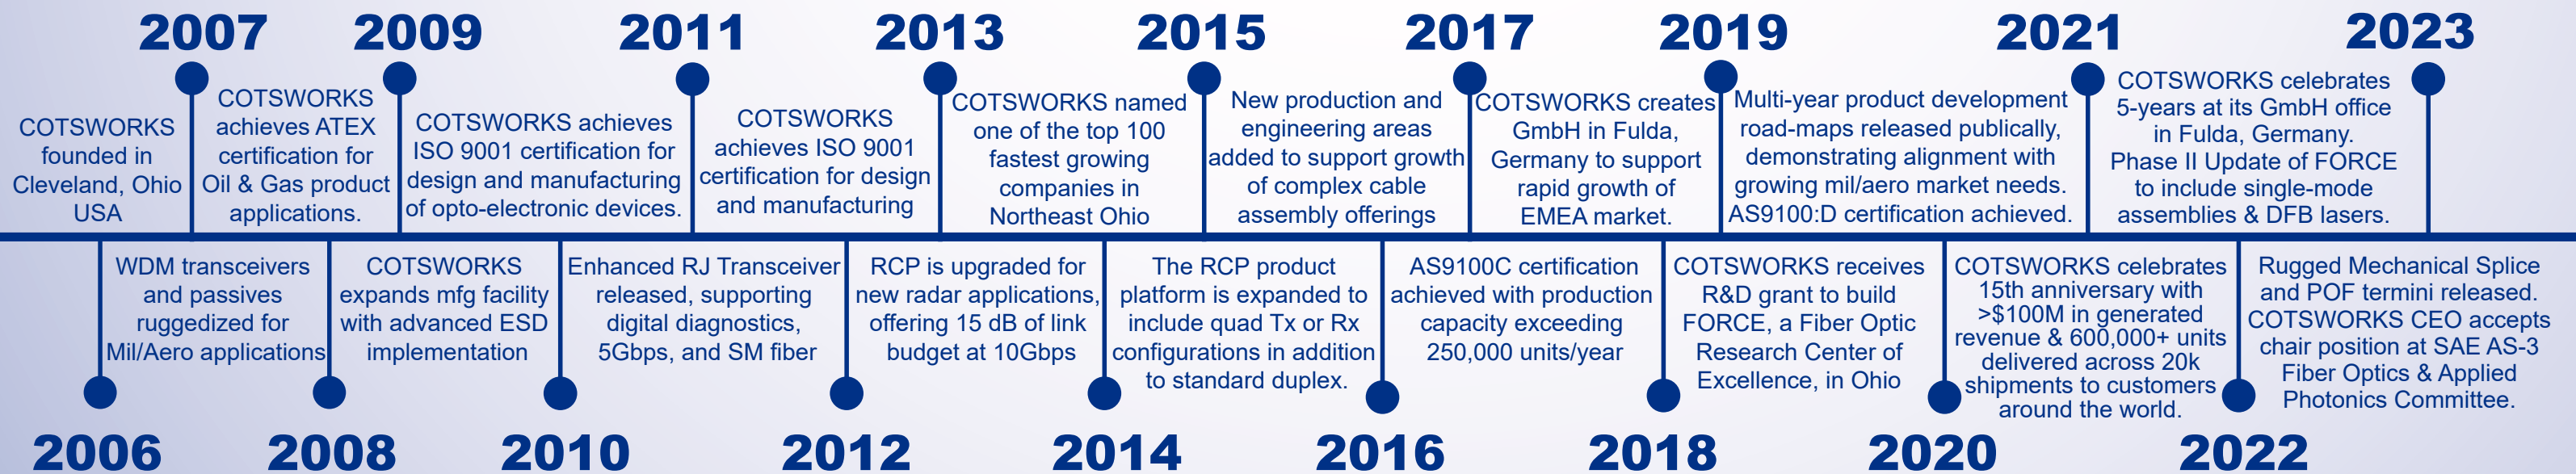 2007
2009
2011
2013
2015
2017
2019
2021
2023
COTSWORKS
founded in
Cleveland, Ohio
USA
COTSWORKS
achieves ATEX
certification for
Oil & Gas product
applications.
COTSWORKS achieves
ISO 9001 certification for
design and manufacturing
of opto-electronic devices.
COTSWORKS
achieves ISO 9001
certification for design
and manufacturing
COTSWORKS named
one of the top 100
fastest growing
companies in
Northeast Ohio
New production and
engineering areas
added to support growth
of complex cable
assembly offerings
COTSWORKS creates
GmbH in Fulda,
Germany to support
rapid growth of
EMEA market.
Multi-year product development
road-maps released publically,
demonstrating alignment with
growing mil/aero market needs.
AS9100:D certification achieved.
COTSWORKS celebrates
5-years at its GmbH office
in Fulda, Germany.
Phase II Update of FORCE
to include single-mode
assemblies & DFB lasers.
WDM transceivers
and passives
ruggedized for
Mil/Aero applications
COTSWORKS
expands mfg facility
with advanced ESD
implementation
Enhanced RJ Transceiver
released, supporting
digital diagnostics,
5Gbps, and SM fiber
RCP is upgraded for
new radar applications,
offering 15 dB of link
budget at 10Gbps
The RCP product
platform is expanded to
include quad Tx or Rx
configurations in addition
to standard duplex.
AS9100C certification
achieved with production
capacity exceeding
250,000 units/year
COTSWORKS receives
R&D grant to build
FORCE, a Fiber Optic
Research Center of
Excellence, in Ohio
COTSWORKS celebrates
15th anniversary with
>$100M in generated
revenue & 600,000+ units
delivered across 20k
shipments to customers
around the world.
Rugged Mechanical Splice
and POF termini released.
COTSWORKS CEO accepts
chair position at SAE AS-3
Fiber Optics & Applied
Photonics Committee.
2006
2008
2010
2012
2014
2016
2018
2020
2022